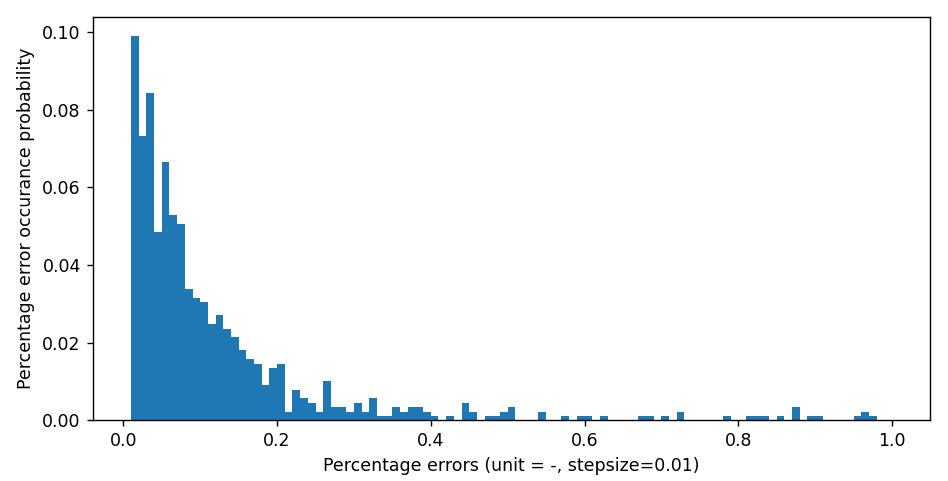 0.10
0.08
0.06
0.04
0.02
0.00
Percentage error occurance probability
0.0 0.2 0.4 0.6 0.8 1.0
Percentage errors (unit = -, stepsize=0.01)